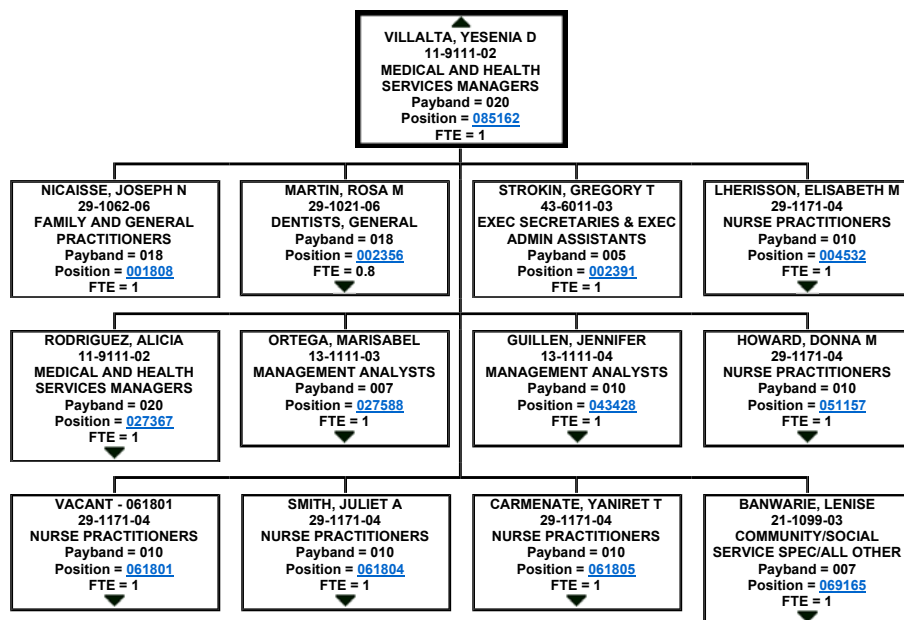 VILLALTA, YESENIA D
11-9111-02
MEDICAL AND HEALTH
SERVICES MANAGERS
Payband = 020
Position = 085162
FTE = 1
NICAISSE, JOSEPH N
29-1062-06
FAMILY AND GENERAL
PRACTITIONERS
Payband = 018
Position = 001808
FTE = 1
MARTIN, ROSA M
29-1021-06
DENTISTS, GENERAL
Payband = 018
Position = 002356
FTE = 0.8
STROKIN, GREGORY T
43-6011-03
EXEC SECRETARIES & EXEC
ADMIN ASSISTANTS
Payband = 005
Position = 002391
FTE = 1
LHERISSON, ELISABETH M
29-1171-04
NURSE PRACTITIONERS
Payband = 010
Position = 004532
FTE = 1
RODRIGUEZ, ALICIA
11-9111-02
MEDICAL AND HEALTH
SERVICES MANAGERS
Payband = 020
Position = 027367
FTE = 1
ORTEGA, MARISABEL
13-1111-03
MANAGEMENT ANALYSTS
Payband = 007
Position = 027588
FTE = 1
GUILLEN, JENNIFER
13-1111-04
MANAGEMENT ANALYSTS
Payband = 010
Position = 043428
FTE = 1
HOWARD, DONNA M
29-1171-04
NURSE PRACTITIONERS
Payband = 010
Position = 051157
FTE = 1
VACANT - 061801
29-1171-04
NURSE PRACTITIONERS
Payband = 010
Position = 061801
FTE = 1
SMITH, JULIET A
29-1171-04
NURSE PRACTITIONERS
Payband = 010
Position = 061804
FTE = 1
CARMENATE, YANIRET T
29-1171-04
NURSE PRACTITIONERS
Payband = 010
Position = 061805
FTE = 1
BANWARIE, LENISE
21-1099-03
COMMUNITY/SOCIAL
SERVICE SPEC/ALL OTHER
Payband = 007
Position = 069165
FTE = 1